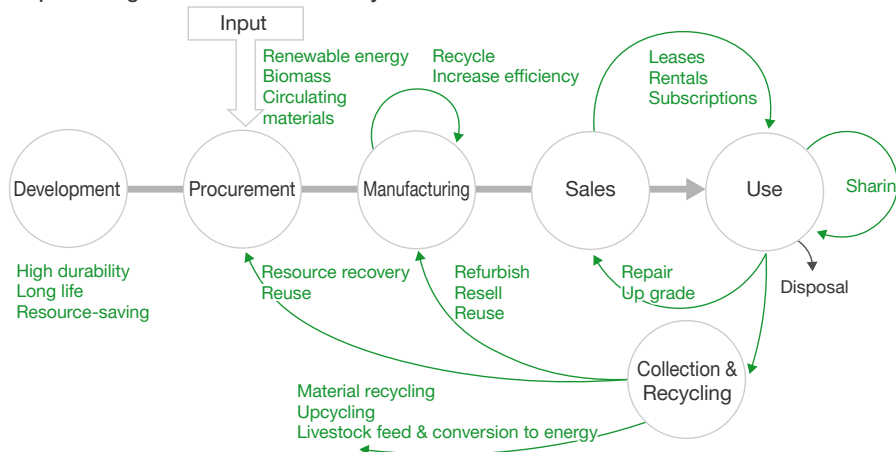 Input
Renewable energy
Biomass
Circulating
materials
Recycle
Increase efficiency
Leases
Rentals
Subscriptions
Development
Procurement
Manufacturing
Sales
Use
Sharin
High durability
Long life
Resource-saving
Resource recovery
Reuse
Refurbish
Resell
Reuse
Repair
Up grade
Disposal
Collection &
Recycling
Material recycling
Upcycling
Livestock feed & conversion to energy